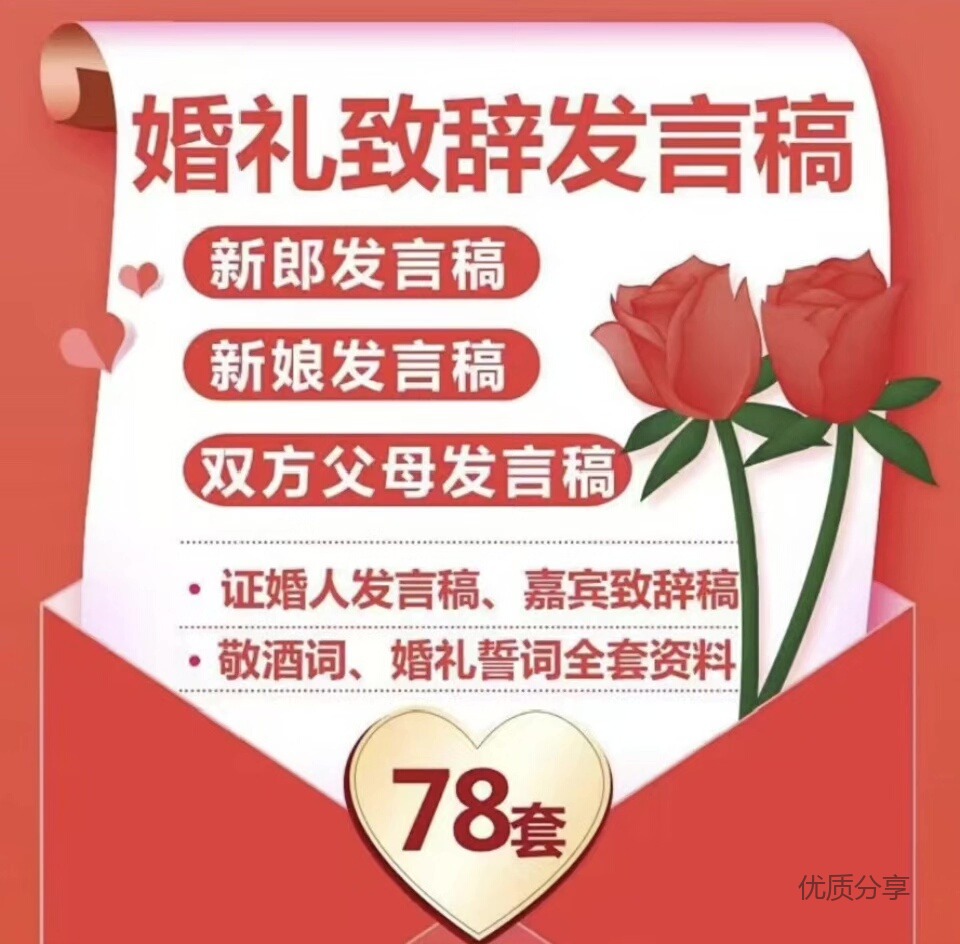 婚礼致辞发言稿
新郎发言稿
新娘发言稿
双方父母发言稿
• 证婚人发言稿、嘉宾致辞稿
• 敬酒词、婚礼誓词全套资料
78套
优质分享